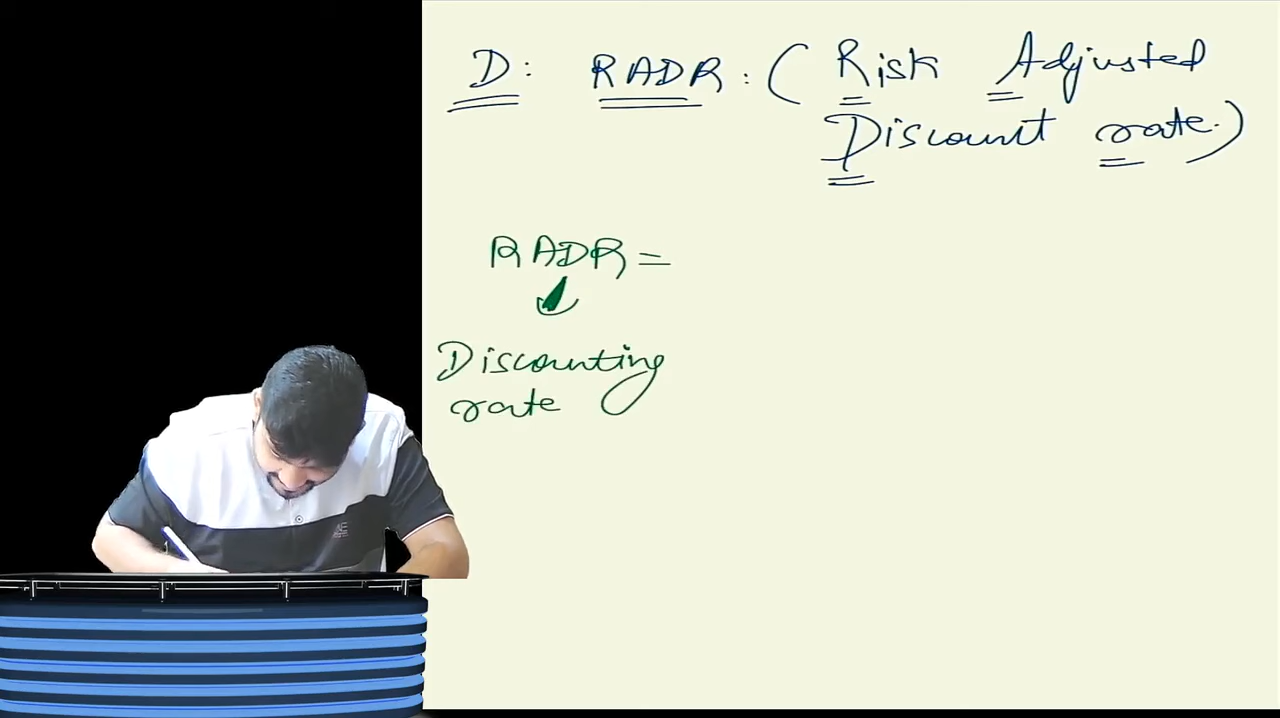 D: RADR: (Risk Adjusted
Discount rate.)
RADR =
Discounting
rate